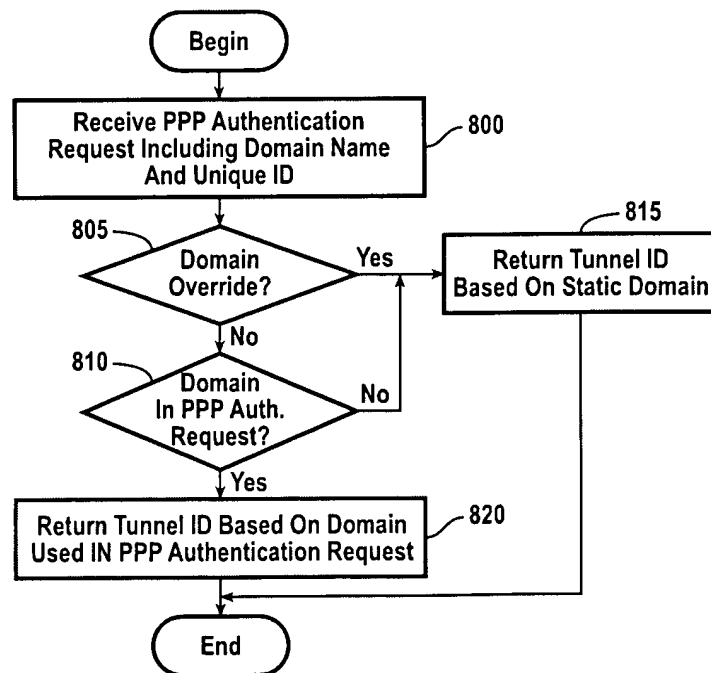 Begin
Receive PPP Authentication
Request Including Domain Name
And Unique ID
800
805
Domain
Override?
Yes
815
Return Tunnel ID
Based On Static Domain
No
810
Domain
In PPP Auth.
Request?
No
Yes
Return Tunnel ID Based On Domain
Used IN PPP Authentication Request
820
End